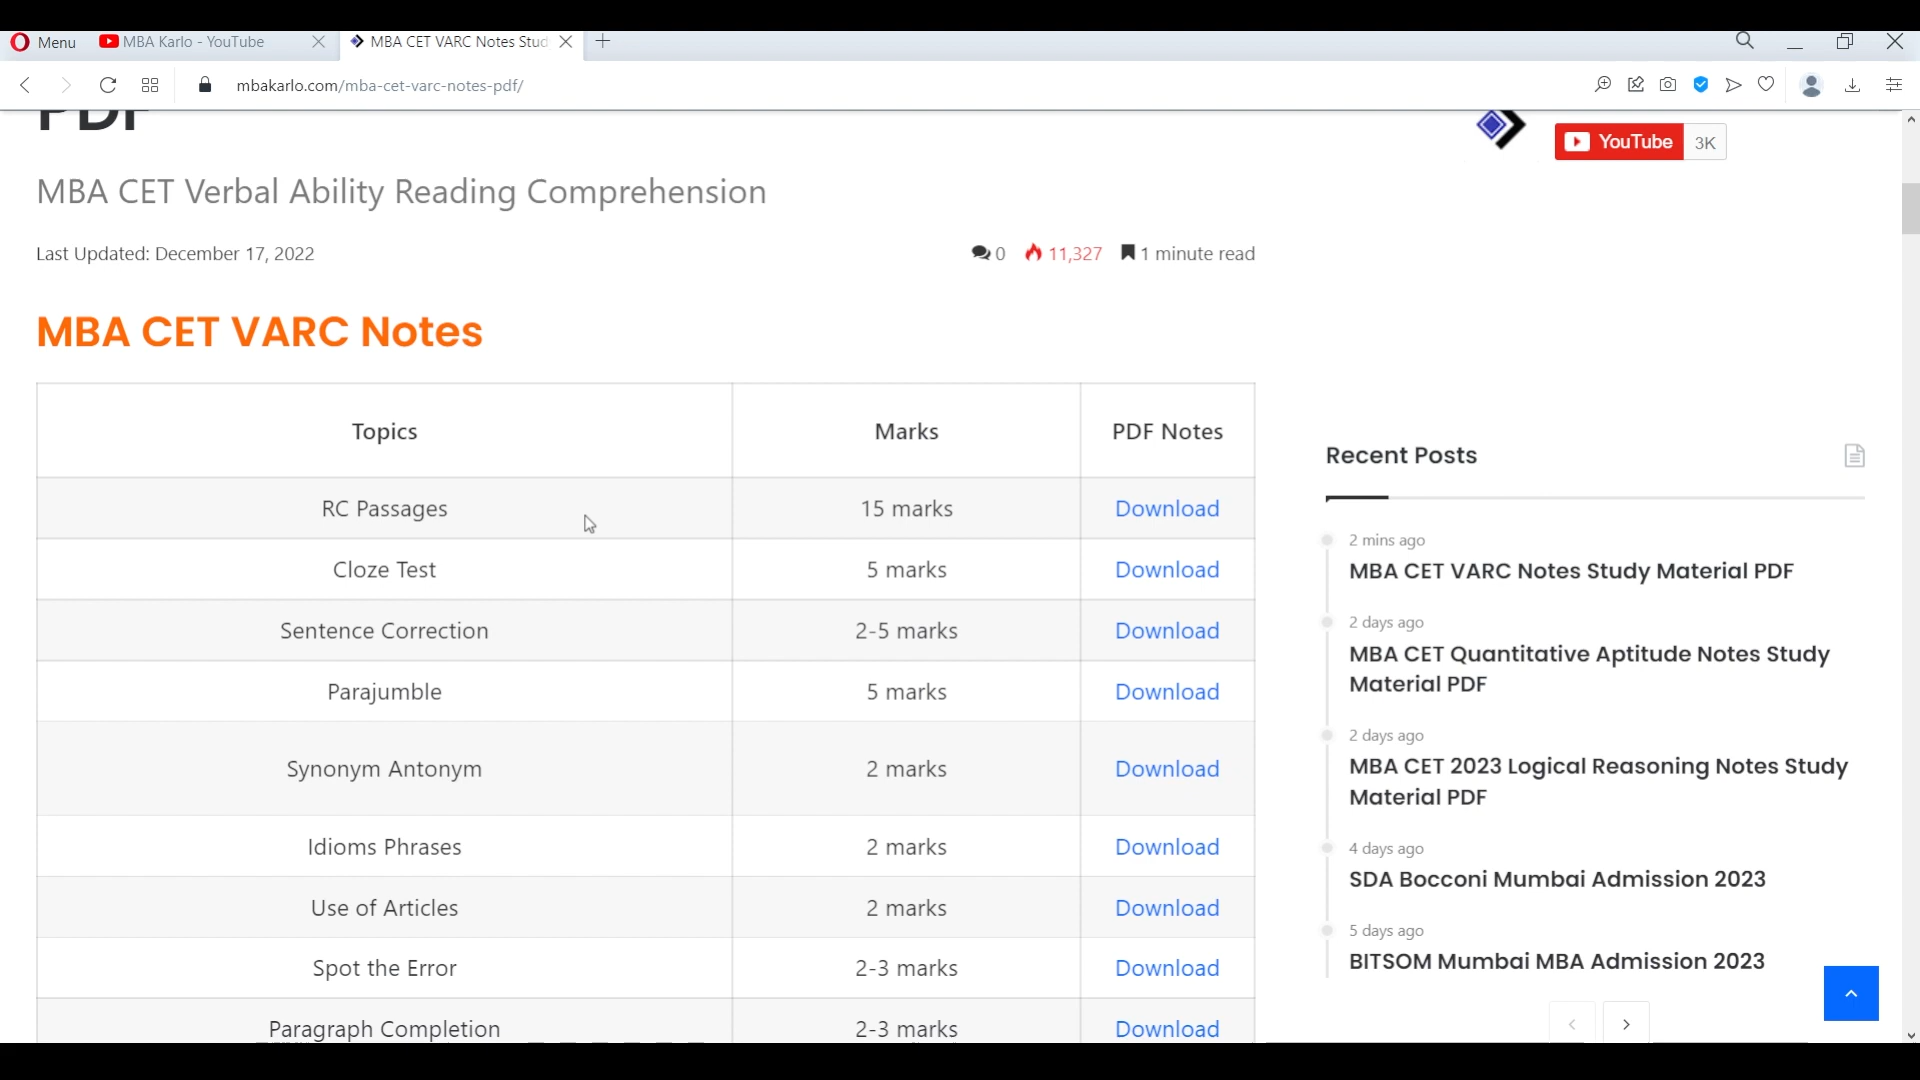 Menu
MBA Karlo - YouTube
MBA CET VARC Notes Stud
mbakarlo.com/mba-cet-varc-notes-pdf/
PDF
YouTube 3K
MBA CET Verbal Ability Reading Comprehension
Last Updated: December 17, 2022
0 11,327 1 minute read
MBA CET VARC Notes
Topics Marks PDF Notes
RC Passages 15 marks Download
Cloze Test 5 marks Download
Sentence Correction 2-5 marks Download
Parajumble 5 marks Download
Synonym Antonym 2 marks Download
Idioms Phrases 2 marks Download
Use of Articles 2 marks Download
Spot the Error 2-3 marks Download
Paragraph Completion 2-3 marks Download
Recent Posts
2 mins ago
MBA CET VARC Notes Study Material PDF
2 days ago
MBA CET Quantitative Aptitude Notes Study
Material PDF
2 days ago
MBA CET 2023 Logical Reasoning Notes Study
Material PDF
4 days ago
SDA Bocconi Mumbai Admission 2023
5 days ago
BITSOM Mumbai MBA Admission 2023